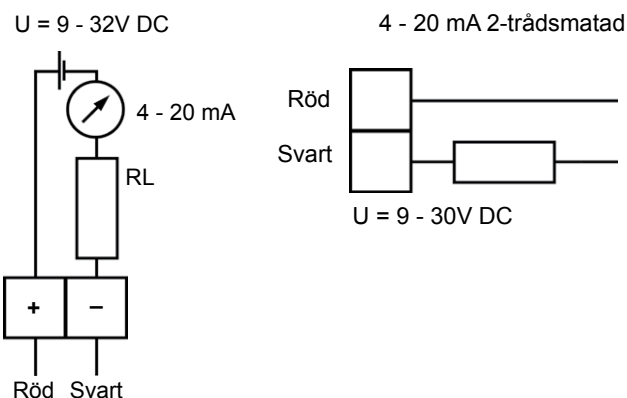 U = 9 - 32V DC
4 - 20 mA
RL
+ –
Röd Svart
4 - 20 mA 2-trådsmatad
Röd
Svart
U = 9 - 30V DC